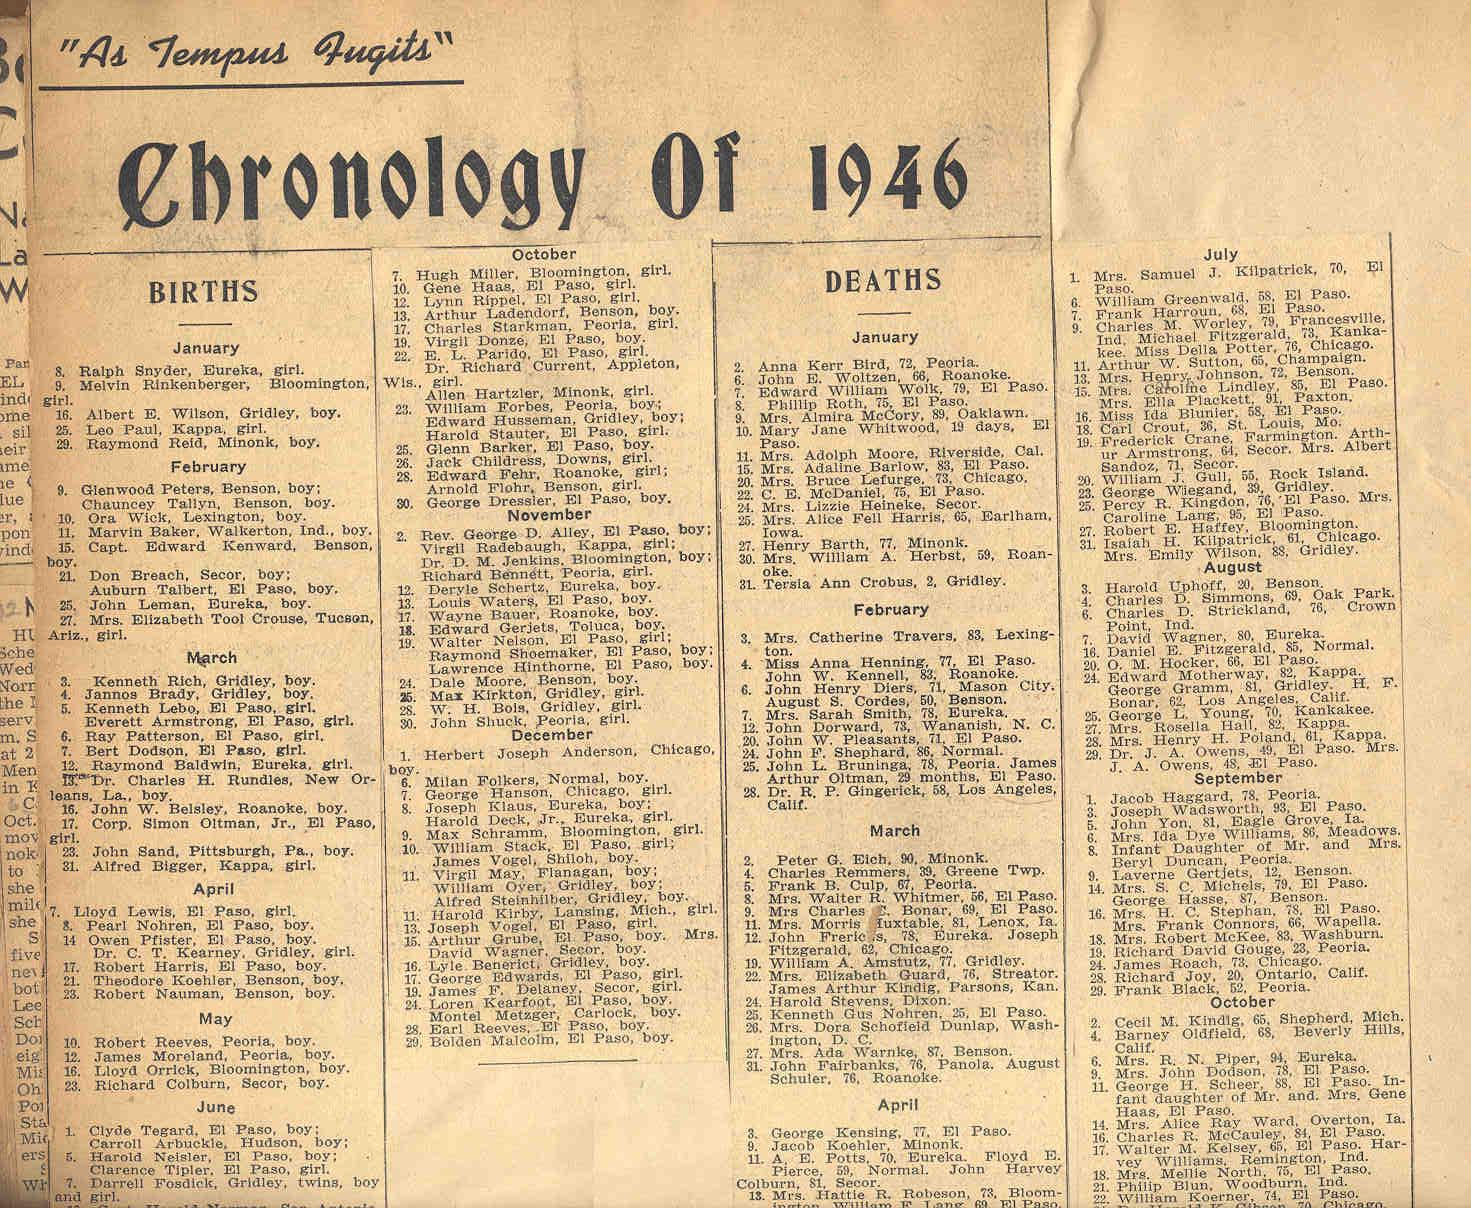 "As Tempus Fugits"
Chronology Of 1946
BIRTHS
January
8. Ralph Snyder, Eureka, girl.
9. Melvin Rinkenberger, Bloomington,
girl.
16. Albert E. Wilson, Gridley, boy.
25. Leo Paul, Kappa, girl.
29. Raymond Reid, Minonk, boy.
February
9. Glenwood Peters, Benson, boy;
Chauncey Tallyn, Benson, boy.
10. Ora Wick, Lexington, boy.
11. Marvin Baker, Walkerton, Ind., boy.
15. Capt. Edward Kenward, Benson,
boy.
21. Don Breach, Secor, boy;
Auburn Talbert, El Paso, boy.
25. John Leman, Eureka, boy.
27. Mrs. Elizabeth Tool Crouse, Tucson,
Ariz., girl.
March
3. Kenneth Rich, Gridley, boy.
4. Jannos Brady, Gridley, boy.
5. Kenneth Lebo, El Paso, girl.
Everett Armstrong, El Paso, girl.
6. Ray Patterson, El Paso, girl.
7. Bert Dodson, El Paso, girl.
12. Raymond Baldwin, Eureka, girl.
13. Dr. Charles H. Rundles, New Or-
leans, La., boy.
16. John W. Belsley, Roanoke, boy.
17. Corp. Simon Oltman, Jr., El Paso,
girl.
23. John Sand, Pittsburgh, Pa., boy.
31. Alfred Bigger, Kappa, girl.
April
7. Lloyd Lewis, El Paso, girl.
8. Pearl Nohren, El Paso, boy.
14 Owen Pfister, El Paso, boy.
Dr. C. T. Kearney, Gridley, girl.
17. Robert Harris, El Paso, boy.
21. Theodore Koehler, Benson, boy,
23. Robert Nauman, Benson, boy.
May
10. Robert Reeves, Peoria, boy.
12. James Moreland, Peoria, boy.
16. Lloyd Orrick, Bloomington, boy.
23. Richard Colburn, Secor, boy.
June
1. Clyde Tegard, El Paso, boy;
Carroll Arbuckle, Hudson, boy;
5. Harold Neisler, El Paso, boy;
Clarence Tipler, El Paso, girl.
7. Darrell Fosdick, Gridley, twins, boy
and girl.
October
7. Hugh Miller, Bloomington, girl.
10. Gene Haas, El Paso, girl.
12. Lynn Rippel, El Paso, girl.
13. Arthur Ladendorf, Benson, boy.
17. Charles Starkman, Peoria, girl.
19. Virgil Donze, El Paso, boy.
22. E. L. Parido, El Paso, girl.
Dr. Richard Current, Appleton,
Wis., girl.
Allen Hartzler, Minonk, girl.
23. William Forbes, Peoria, boy;
Edward Husseman, Gridley, boy;
Harold Stauter, El Paso, girl.
25. Glenn Barker, El Paso, boy.
26. Jack Childress, Downs, girl.
28. Edward Fehr, Roanoke, girl;
Arnold Flohr, Benson, girl.
30. George Dressler, El Paso, boy.
November
2. Rev. George D. Alley, El Paso, boy;
Virgil Radebaugh, Kappa, girl;
Dr. D. M. Jenkins, Bloomington, boy;
Richard Bennett, Peoria, girl.
12. Deryle Schertz, Eureka, boy.
13. Louis Waters, El Paso, boy.
17. Wayne Bauer, Roanoke, boy.
18. Edward Gerjets, Toluca, boy.
19. Walter Nelson, El Paso, girl;
Raymond Shoemaker, El Paso, boy;
Lawrence Hinthorne, El Paso, boy.
24. Dale Moore, Benson, boy.
25. Max Kirkton, Gridley, girl.
28. W. H. Bois, Gridley, girl.
30. John Shuck, Peoria, girl.
December
1. Herbert Joseph Anderson, Chicago,
boy.
6. Milan Folkers, Normal, boy.
7. George Hanson, Chicago, girl.
8. Joseph Klaus, Eureka, boy;
Harold Deck, Jr., Eureka, girl.
9. Max Schramm, Bloomington, girl.
10. William Stack, El Paso, girl;
James Vogel, Shiloh, boy.
11. Virgil May, Flanagan, boy;
William Oyer, Gridley, boy;
Alfred Steinhilber, Gridley, boy.
11. Harold Kirby, Lansing, Mich., girl.
13. Joseph Vogel, El Paso, girl.
15. Arthur Grube, El Paso, boy. Mrs.
David Wagner, Secor, boy.
16. Lyle Benerict, Gridley, boy.
17. George Edwards, El Paso, girl.
19. James F. Delaney, Secor, girl.
24. Loren Kearfoot, El Paso, boy.
Montel Metzger, Carlock, boy.
28. Earl Reeves, El Paso, boy.
29. Bolden Malcolm, El Paso, boy.
DEATHS
January
2. Anna Kerr Bird, 72, Peoria.
6. John E. Woltzen, 66, Roanoke.
7. Edward William Wolk, 79, El Paso.
8. Phillip Roth, 75, El Paso.
9. Mrs. Almira McCory, 89, Oaklawn.
10. Mary Jane Whitwood, 19 days, El
Paso.
11. Mrs. Adolph Moore, Riverside, Cal.
15. Mrs. Adaline Barlow, 83, El Paso.
20. Mrs. Bruce Lefurge, 73, Chicago.
22. C. E. McDaniel, 75, El Paso.
24. Mrs. Lizzie Heineke, Secor.
25. Mrs. Alice Fell Harris, 65, Earlham,
Iowa.
27. Henry Barth, 77, Minonk.
30. Mrs. William A. Herbst, 59, Roan-
oke.
31. Tersia Ann Crobus, 2, Gridley.
February
3. Mrs. Catherine Travers, 83, Lexing-
ton.
4. Miss Anna Henning, 77, El Paso.
John W. Kennell, 83, Roanoke.
6. John Henry Diers, 71, Mason City.
August S. Cordes, 50, Benson.
7. Mrs. Sarah Smith, 78, Eureka.
12. John Dorward, 73, Wananish, N. C.
20. John W. Pleasants, 71, El Paso.
24. John F. Shephard, 86, Normal.
25. John L. Bruninga, 78, Peoria. James
Arthur Oltman, 29 months, El Paso.
28. Dr. R. P. Gingerick, 58, Los Angeles,
Calif.
March
2. Peter G. Eich, 90, Minonk.
4. Charles Remmers, 39, Greene Twp.
5. Frank B. Culp, 67, Peoria.
8. Mrs. Walter R. Whitmer, 56, El Paso.
9. Mrs Charles C. Bonar, 69, El Paso.
11. Mrs. Morris Huxtable, 81, Lenox, Ia.
12. John s, 78, Eureka. Joseph
Fitzgerald, 62, Chicago.
19. William A. Amstutz, 77, Gridley.
22. Mrs. Elizabeth Guard, 76, Streator.
James Arthur Kindig, Parsons, Kan.
24. Harold Stevens, Dixon.
25. Kenneth Gus Nohren, 25, El Paso.
26. Mrs. Dora Schofield Dunlap, Wash-
ington, D. C.
27. Mrs. Ada Warnke, 87, Benson.
31. John Fairbanks, 76, Panola. August
Schuler, 76, Roanoke.
April
3. George Kensing, 77, El Paso.
9. Jacob Koehler, Minonk.
11. A. E. Potts, 70, Eureka. Floyd E.
Pierce, 59, Normal. John Harvey
Colburn, 81, Secor.
13. Mrs. Hattie R. Robeson, 73, Bloom-
ington. William F. Lang, 69, El Paso.
July
1. Mrs. Samuel J. Kilpatrick, 70, El
Paso.
6. William Greenwald, 58, El Paso.
7. Frank Harroun, 68, El Paso.
9. Charles M. Worley, 79, Francesville,
Ind. Michael Fitzgerald, 73, Kanka-
kee. Miss Della Potter, 76, Chicago.
11. Arthur W. Sutton, 65, Champaign.
13. Mrs. Henry Johnson, 72, Benson.
15. Mrs. Caroline Lindley, 85, El Paso.
Mrs. Ella Plackett, 91, Paxton.
16. Miss Ida Blunier, 58, El Paso.
18. Carl Crout, 36, St. Louis, Mo.
19. Frederick Crane, Farmington. Arth-
ur Armstrong, 64, Secor. Mrs. Albert
Sandoz, 71, Secor.
20. William J. Gull, 55, Rock Island.
23. George Wiegand, 39, Gridley.
25. Percy R. Kingdon, 76, El Paso. Mrs.
Caroline Lang, 95, El Paso.
27. Robert E. Haffey, Bloomington.
31. Isaiah H. Kilpatrick, 61, Chicago.
Mrs. Emily Wilson, 88, Gridley.
August
3. Harold Uphoff, 20, Benson.
4. Charles D. Simmons, 69, Oak Park.
6. Charles D. Strickland, 76, Crown
Point, Ind.
7. David Wagner, 80, Eureka.
16. Daniel E. Fitzgerald, 85, Normal.
20. O. M. Hocker, 66, El Paso.
24. Edward Motherway, 82, Kappa.
George Gramm, 81, Gridley. H. F.
Bonar, 62, Los Angeles, Calif.
25. George L. Young, 70, Kankakee.
27. Mrs. Rosella Hall, 82, Kappa.
28. Mrs. Henry H. Poland, 61, Kappa.
29. Dr. J. A. Owens, 49, El Paso. Mrs.
J. A. Owens, 48, El Paso.
September
1. Jacob Haggard, 78, Peoria.
3. Joseph Wadsworth, 93, El Paso.
5. John Yon, 81, Eagle Grove, Ia.
6. Mrs. Ida Dye Williams, 86, Meadows.
8. Infant Daughter of Mr. and Mrs.
Beryl Duncan, Peoria.
9. Laverne Gertjets, 12, Benson.
14. Mrs. S. C. Michels, 79, El Paso.
George Hasse, 87, Benson.
16. Mrs. H. C. Stephan, 78, El Paso.
Mrs. Frank Connors, 66, Wapella.
18. Mrs. Robert McKee, 83, Washburn.
19. Richard David Gouge, 23, Peoria.
24. James Roach, 73, Chicago.
28. Richard Joy, 20, Ontario, Calif.
29. Frank Black, 52, Peoria.
October
2. Cecil M. Kindig, 65, Shepherd, Mich.
4. Barney Oldfield, 68, Beverly Hills,
Calif.
6. Mrs. R. N. Piper, 94, Eureka.
9. Mrs. John Dodson, 78, El Paso.
11. George H. Scheer, 88, El Paso. In-
fant daughter of Mr. and. Mrs. Gene
Haas, El Paso.
14. Mrs. Alice Ray Ward, Overton, Ia.
16. Charles R. McCauley, 84, El Paso.
17. Walter M. Kelsey, 65, El Paso. Har-
vey Williams, Remington, Ind.
18. Mrs. Mellie North, 75, El Paso.
21. Philip Blun, Woodburn, Ind.
22. William Koerner, 74, El Paso.